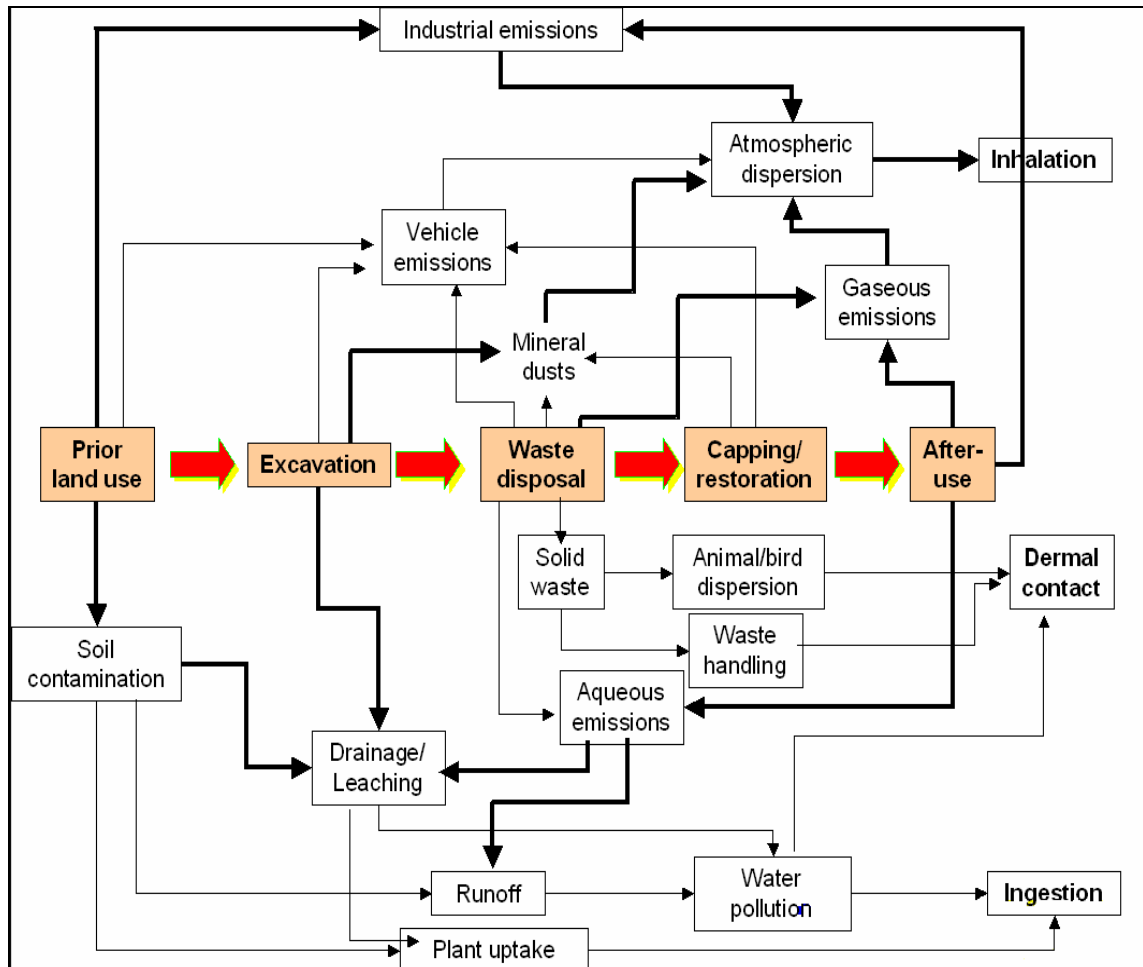 Industrial emissions
Atmospheric
dispersion
Inhalation
Vehicle
emissions
Gaseous
emissions
Mineral
dusts
Prior
land use
Excavation
Waste
disposal
Capping/
restoration
After-
use
Solid
waste
Animal/bird
dispersion
Dermal
contact
Soil
contamination
Waste
handling
Aqueous
emissions
Drainage/
Leaching
Runoff
Water
pollution
Ingestion
Plant uptake